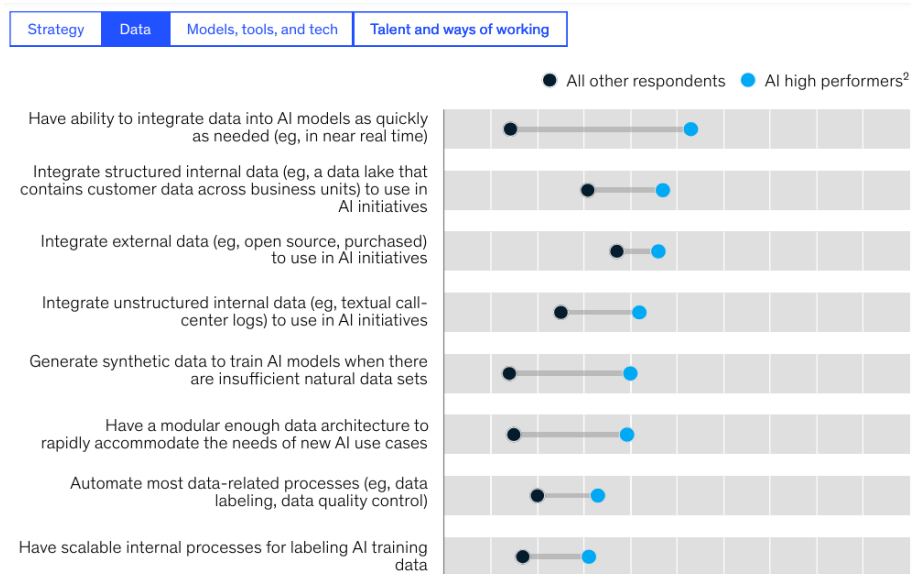 Strategy
Data
Models, tools, and tech
Talent and ways of working
All other respondents
AI high performers²
Have ability to integrate data into AI models as quickly
as needed (eg, in near real time)
Integrate structured internal data (eg, a data lake that
contains customer data across business units) to use in
AI initiatives
Integrate external data (eg, open source, purchased)
to use in AI initiatives
Integrate unstructured internal data (eg, textual call-
center logs) to use in AI initiatives
Generate synthetic data to train AI models when there
are insufficient natural data sets
Have a modular enough data architecture to
rapidly accommodate the needs of new AI use cases
Automate most data-related processes (eg, data
labeling, data quality control)
Have scalable internal processes for labeling AI training
data